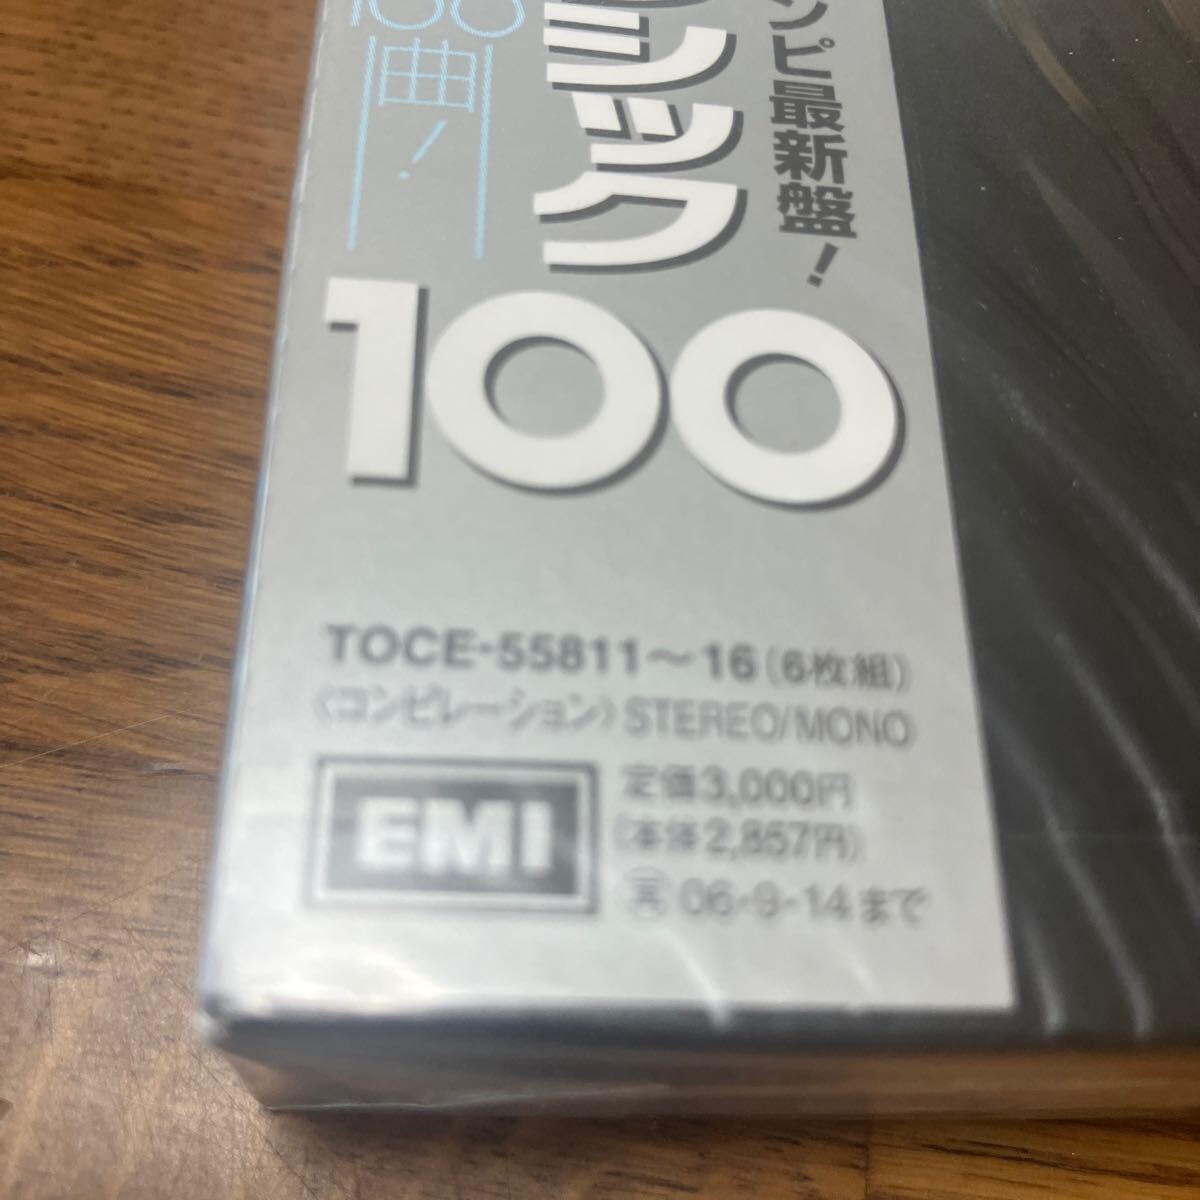 ンピ最新盤!
シック
100
100曲!
TOCE-55811〜16(6枚組)
〈コンピレーション〉STEREO/MONO
EMI
定価3,000円
(本体2,857円)
06・9・14まで